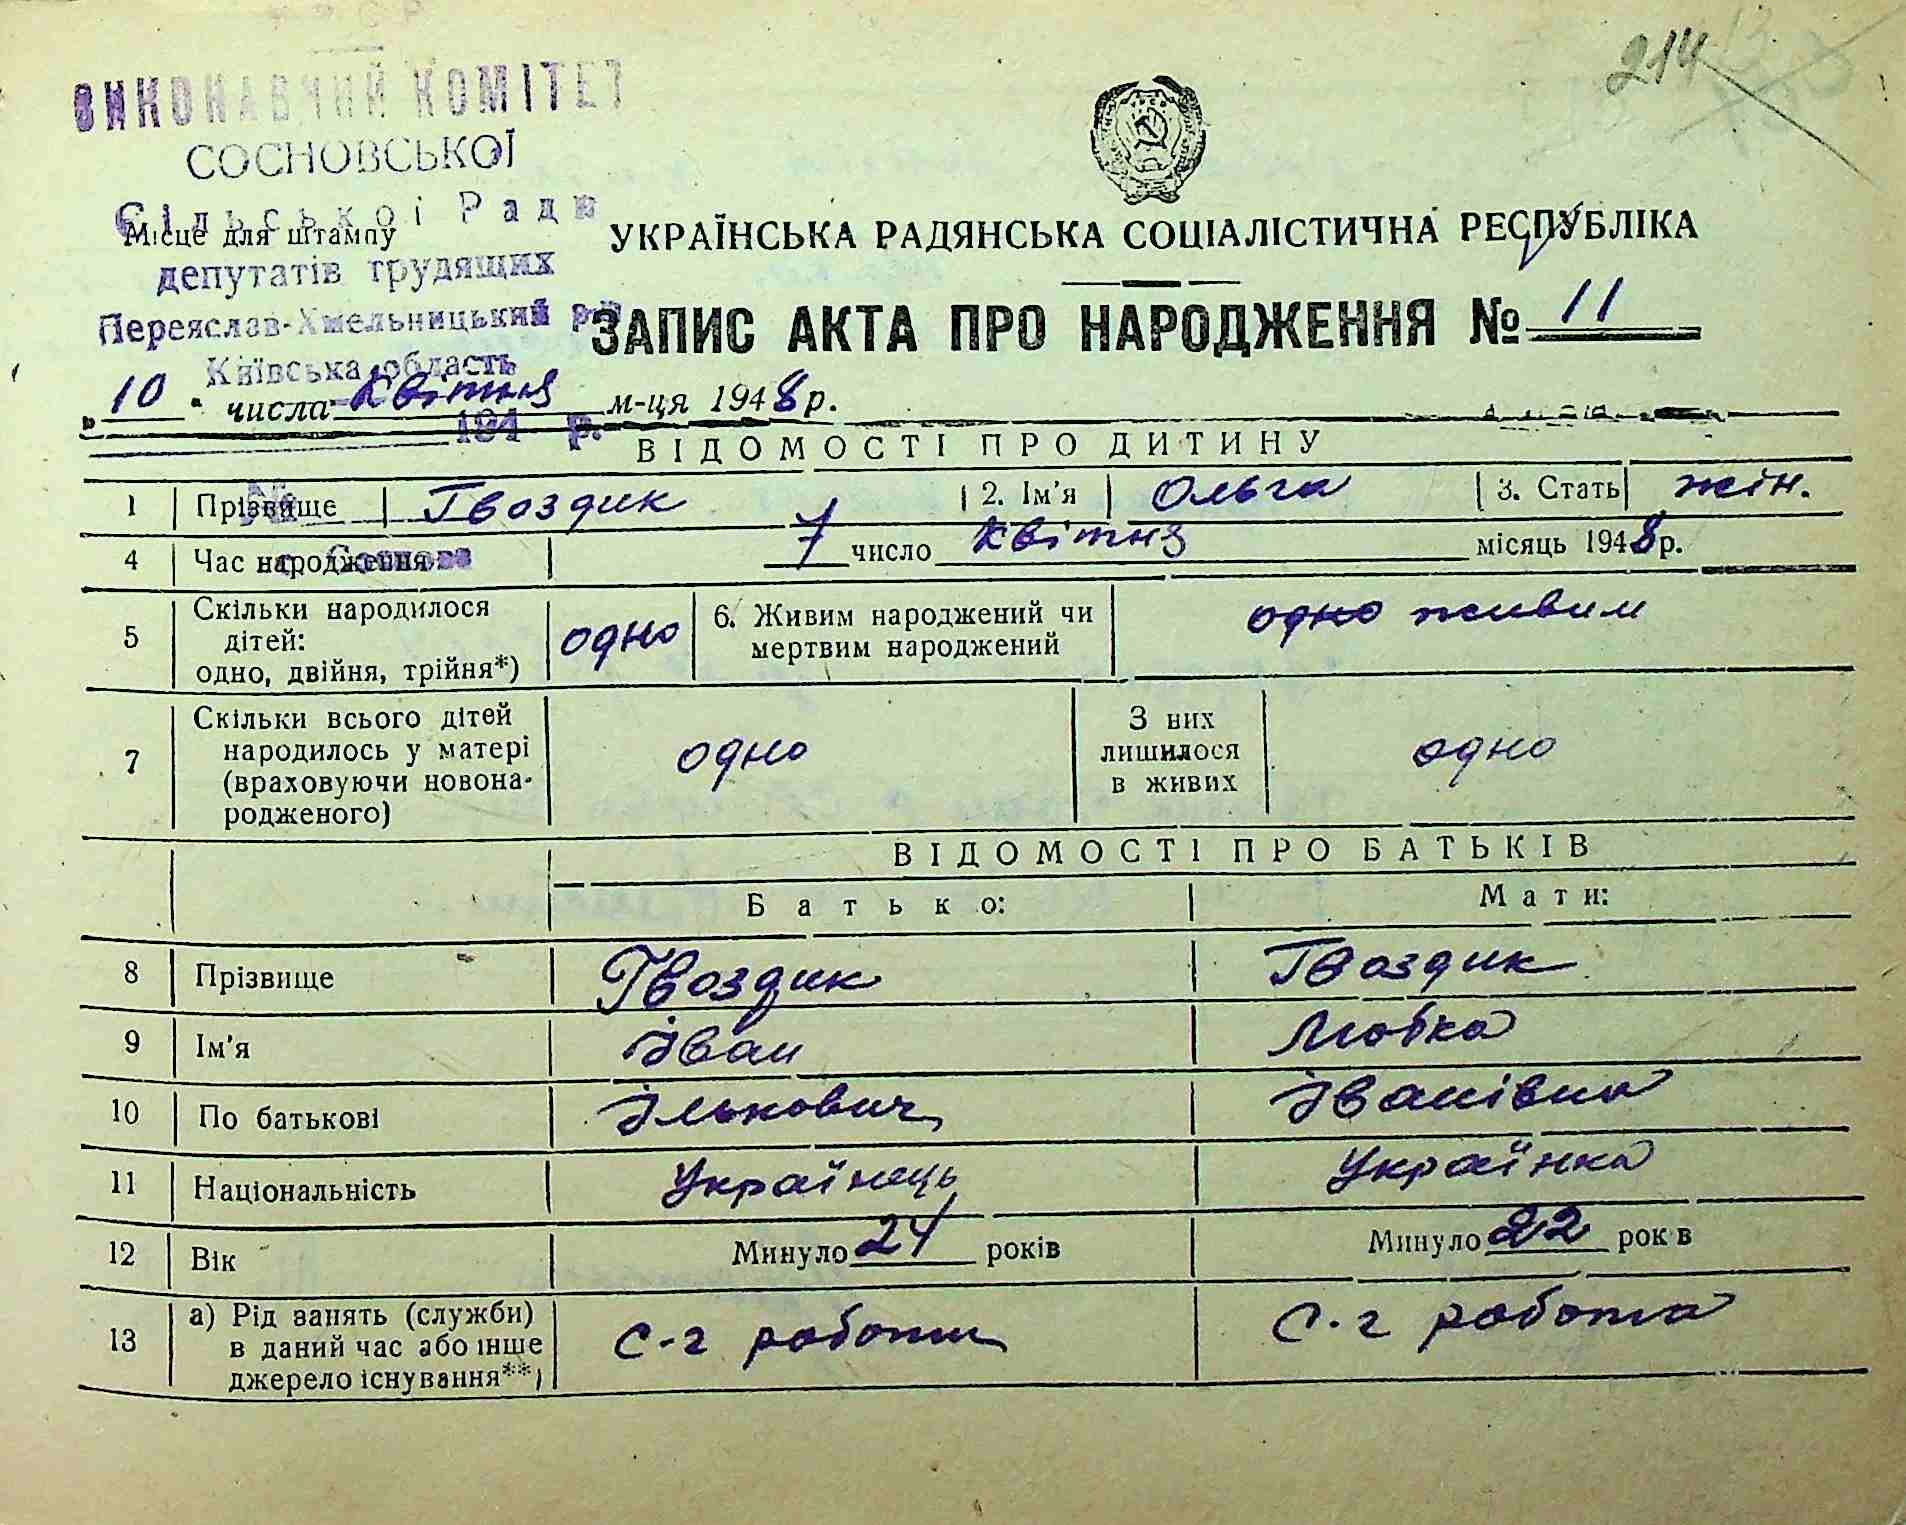 214
ВИКОНАВЧИЙ КОМІТЕТ
СОСНОВСЬКОЇ
Сільської Ради
Місце для штампу
депутатів трудящих
Переяслав-Хмельницький р-н
Київська область
194 р.
№
с. Соснова
УКРАЇНСЬКА РАДЯНСЬКА СОЦІАЛІСТИЧНА РЕСПУБЛІКА
ЗАПИС АКТА ПРО НАРОДЖЕННЯ № 11
„10“ числа квітня м-ця 1948 р.
ВІДОМОСТІ ПРО ДИТИНУ
1 Прізвище Гвоздик 2. Ім'я Ольга 3. Стать жін.
4 Час народження 7 число квітня місяць 1948 р.
5 Скільки народилося дітей: одно, двійня, трійня*) одно 6. Живим народжений чи мертвим народжений одно живим
7 Скільки всього дітей народилось у матері (враховуючи новонародженого) одно З них лишилося в живих одно
ВІДОМОСТІ ПРО БАТЬКІВ
Батько: Мати:
8 Прізвище Гвоздик Гвоздик
9 Ім'я Іван Любка
10 По батькові Ількович Іванівна
11 Національність Українець Українка
12 Вік Минуло 24 років Минуло 22 рок в
13 а) Рід занять (служби) в даний час або інше джерело існування**) с-г роботи с-г робота